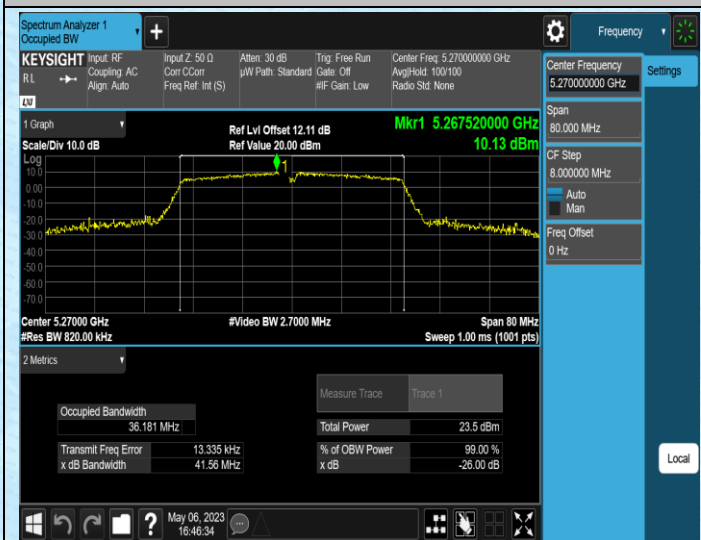 Spectrum Analyzer 1
Occupied BW
+
Frequency
KEYSIGHT Input: RF Input Z: 50 Ω Atten: 30 dB Trig: Free Run Center Freq: 5.270000000 GHz
RL Coupling: AC Corr CCorr µW Path: Standard Gate: Off Avg|Hold: 100/100
Align: Auto Freq Ref: Int (S) #IF Gain: Low Radio Std: None
LXI
Center Frequency
5.270000000 GHz
Settings
Span
80.000 MHz
CF Step
8.000000 MHz
Auto
Man
Freq Offset
0 Hz
Local
1 Graph
Ref Lvl Offset 12.11 dB
Mkr1 5.267520000 GHz
Scale/Div 10.0 dB
Ref Value 20.00 dBm
10.13 dBm
Log
1
10.0
0.00
-10.0
-20.0
-30.0
-40.0
-50.0
-60.0
-70.0
Center 5.27000 GHz #Video BW 2.7000 MHz Span 80 MHz
#Res BW 820.00 kHz Sweep 1.00 ms (1001 pts)
2 Metrics
Measure Trace Trace 1
Occupied Bandwidth
36.181 MHz
Total Power 23.5 dBm
Transmit Freq Error 13.335 kHz % of OBW Power 99.00 %
x dB Bandwidth 41.56 MHz x dB -26.00 dB
?
May 06, 2023
16:46:34